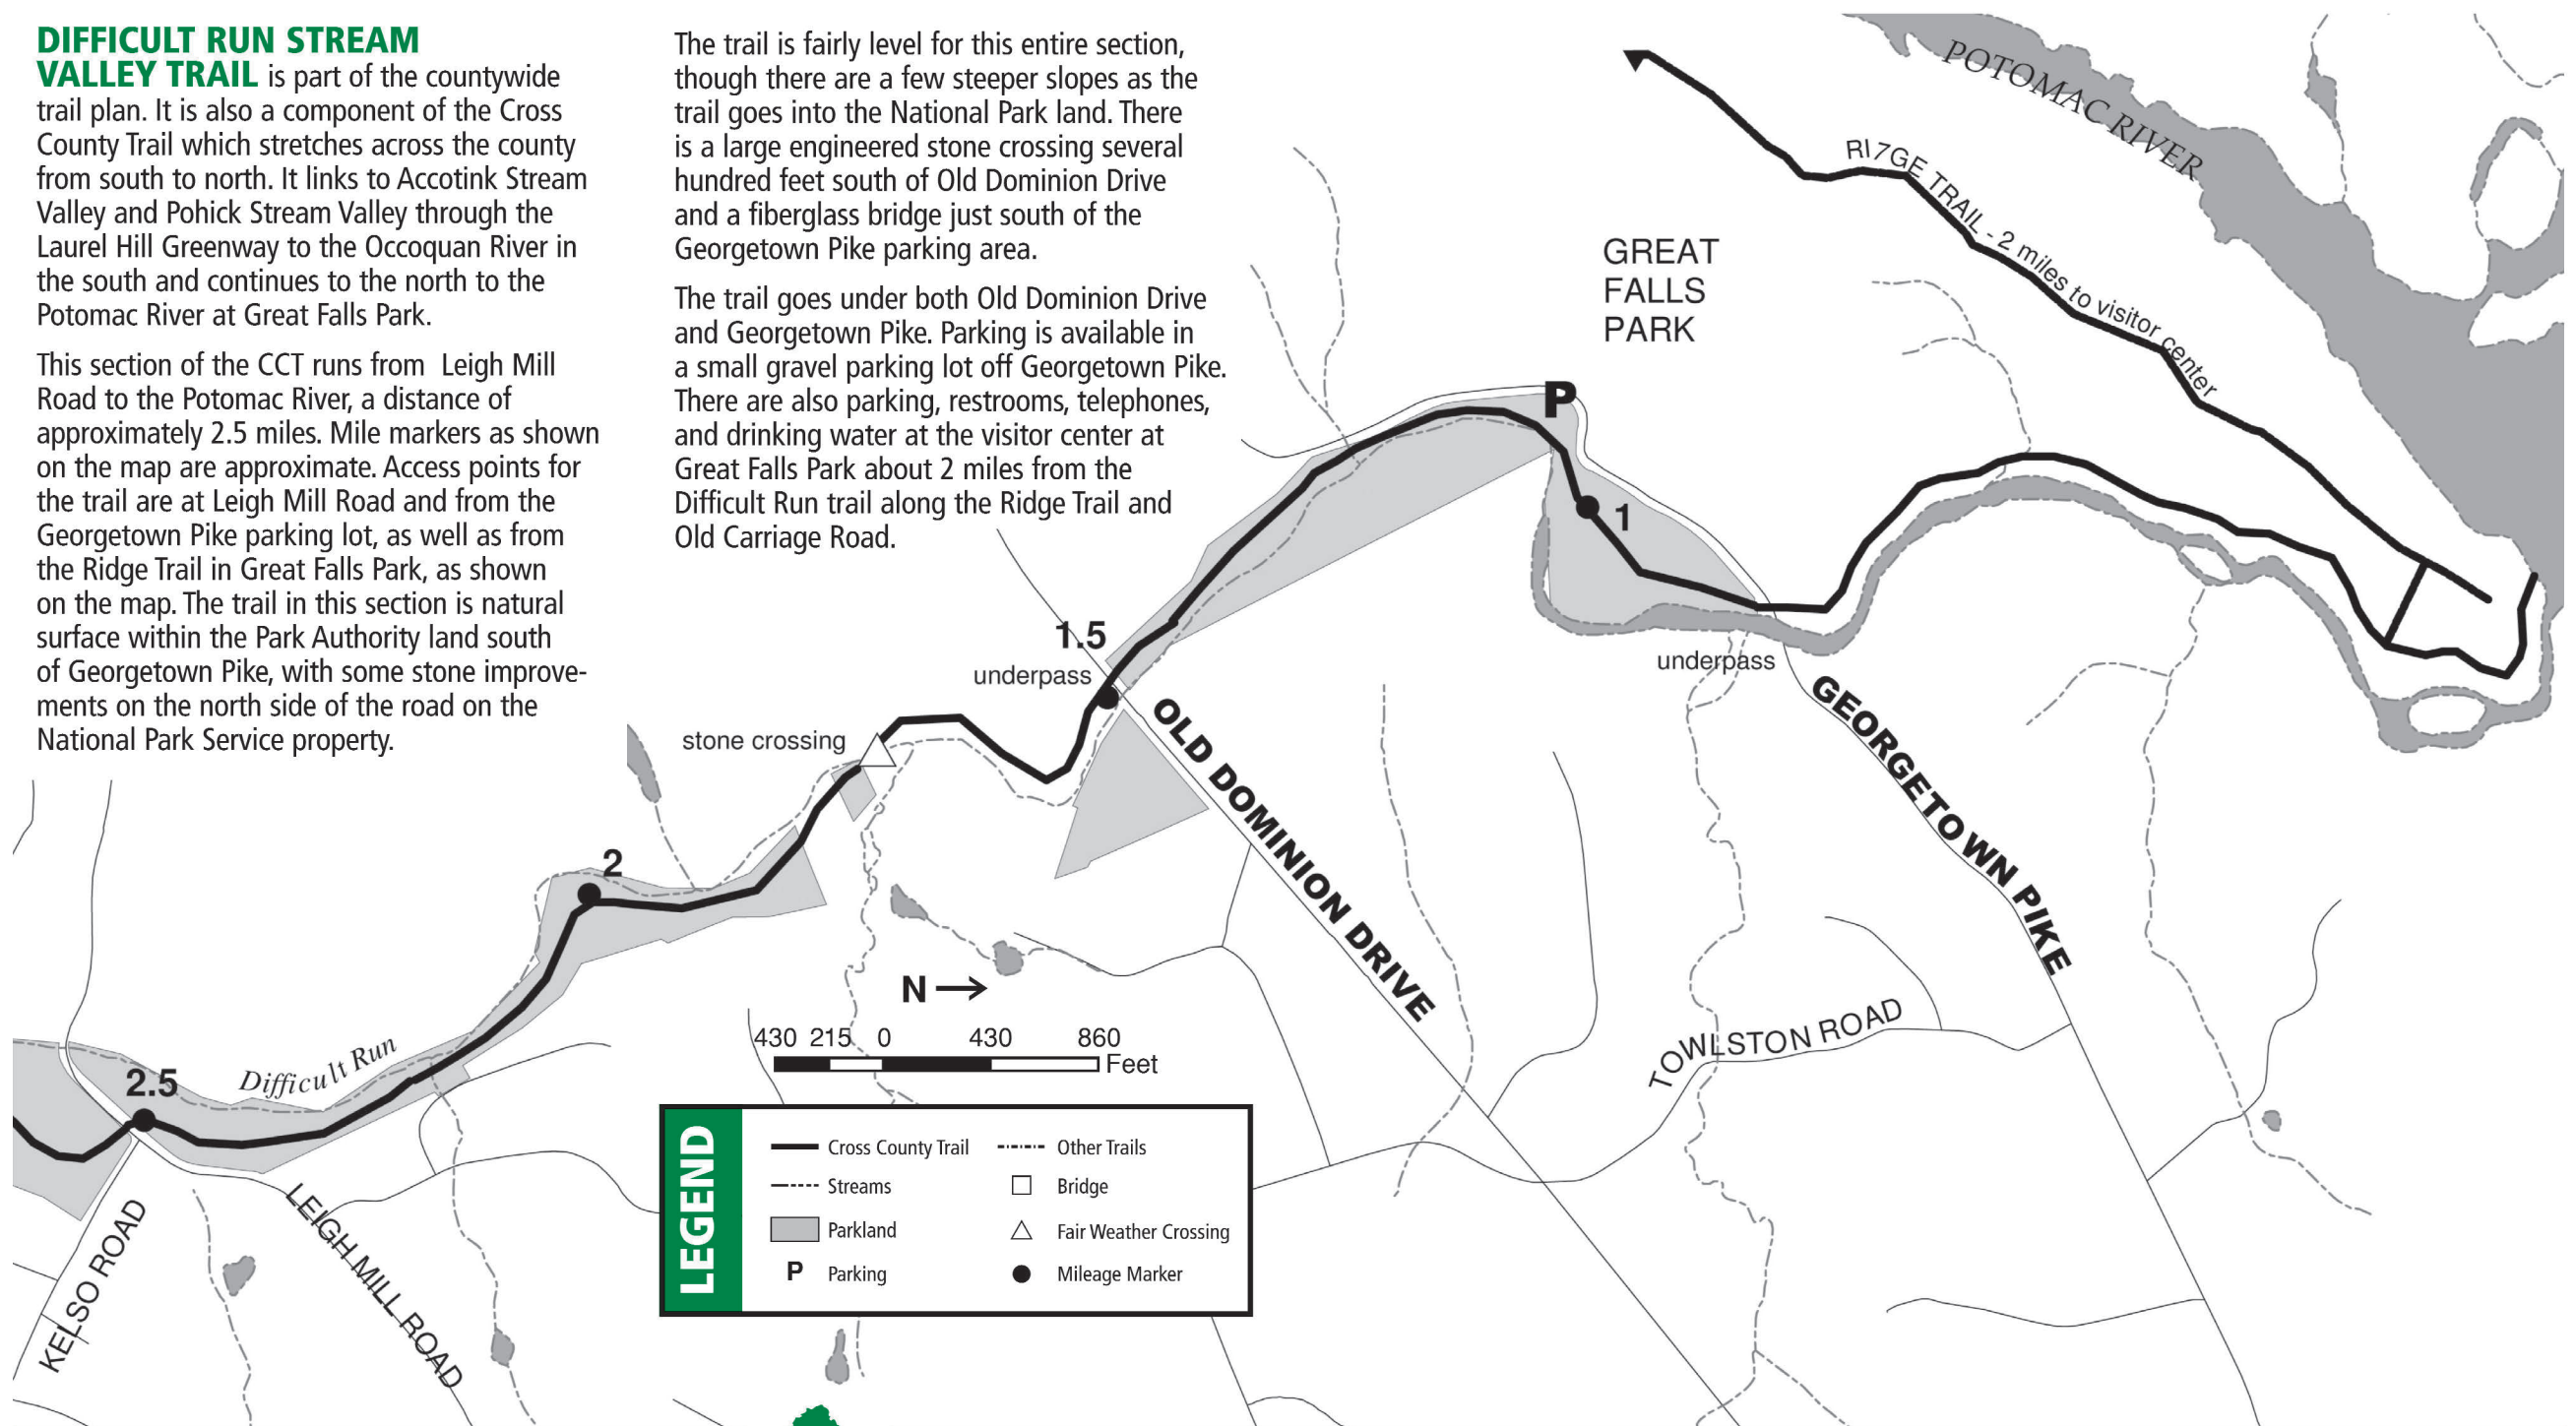 DIFFICULT RUN STREAM
VALLEY TRAIL is part of the countywide
trail plan. It is also a component of the Cross
County Trail which stretches across the county
from south to north. It links to Accotink Stream
Valley and Pohick Stream Valley through the
Laurel Hill Greenway to the Occoquan River in
the south and continues to the north to the
Potomac River at Great Falls Park.
This section of the CCT runs from Leigh Mill
Road to the Potomac River, a distance of
approximately 2.5 miles. Mile markers as shown
on the map are approximate. Access points for
the trail are at Leigh Mill Road and from the
Georgetown Pike parking lot, as well as from
the Ridge Trail in Great Falls Park, as shown
on the map. The trail in this section is natural
surface within the Park Authority land south
of Georgetown Pike, with some stone improve-
ments on the north side of the road on the
National Park Service property.
The trail is fairly level for this entire section,
though there are a few steeper slopes as the
trail goes into the National Park land. There
is a large engineered stone crossing several
hundred feet south of Old Dominion Drive
and a fiberglass bridge just south of the
Georgetown Pike parking area.
The trail goes under both Old Dominion Drive
and Georgetown Pike. Parking is available in
a small gravel parking lot off Georgetown Pike.
There are also parking, restrooms, telephones,
and drinking water at the visitor center at
Great Falls Park about 2 miles from the
Difficult Run trail along the Ridge Trail and
Old Carriage Road.
POTOMAC RIVER
RI7GE TRAIL - 2 miles to visitor center
GREAT
FALLS
PARK
P
1
1.5
underpass
underpass
stone crossing
OLD DOMINION DRIVE
GEORGETOWN PIKE
2
2.5
Difficult Run
TOWLSTON ROAD
KELSO ROAD
LEIGH MILL ROAD
N
430 215 0 430 860
Feet
LEGEND
Cross County Trail
Other Trails
Streams
Bridge
Parkland
Fair Weather Crossing
P Parking
Mileage Marker